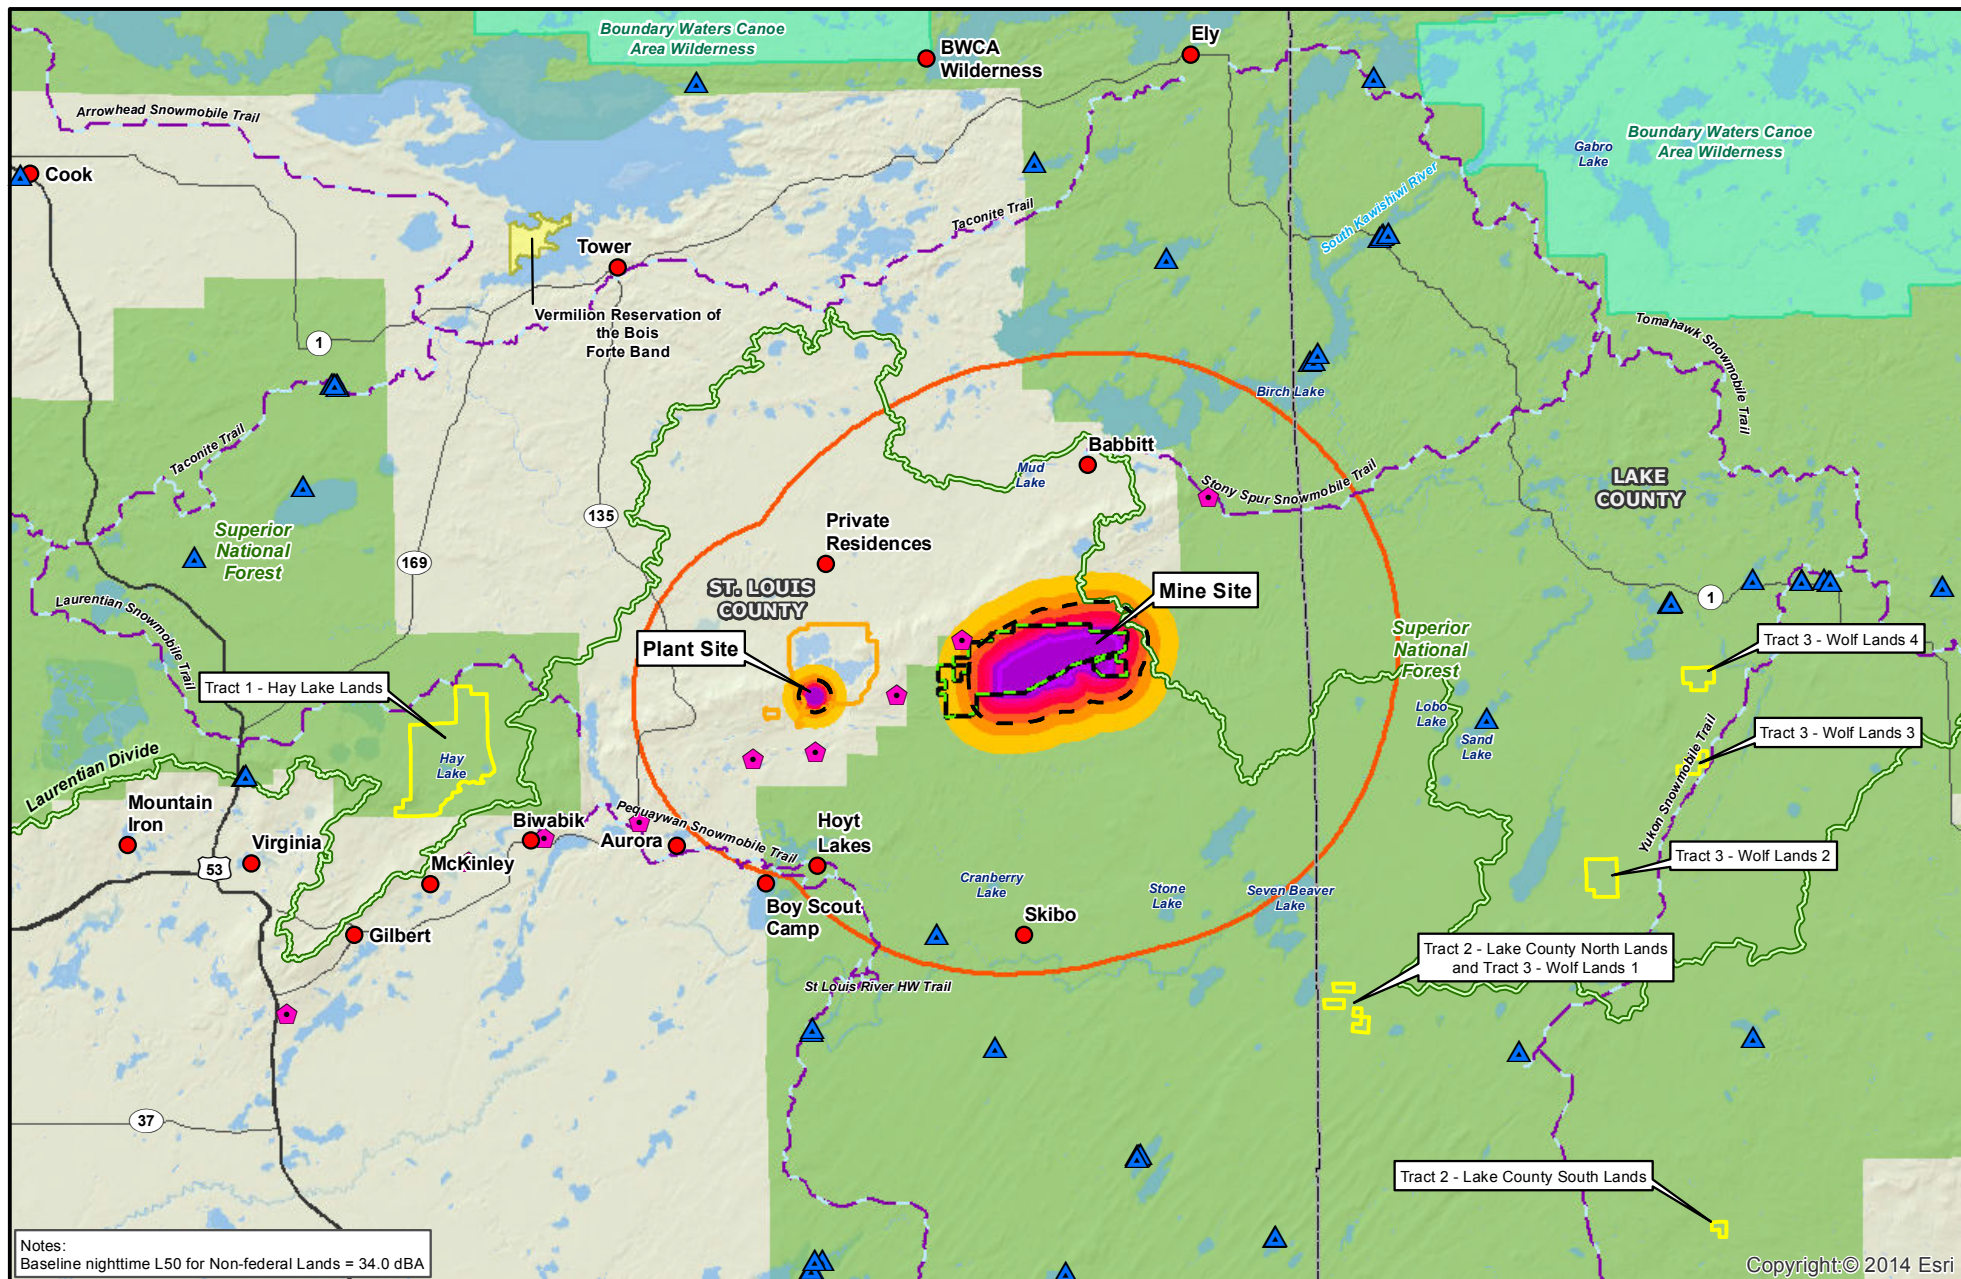 Boundary Waters Canoe
Area Wilderness
BWCA
Wilderness
Ely
Arrowhead Snowmobile Trail
Cook
Boundary Waters Canoe
Area Wilderness
Gabro
Lake
South Kawishiwi River
Taconite Trail
Tower
Vermilion Reservation of
the Bois
Forte Band
1
Tomahawk Snowmobile Trail
Birch Lake
Taconite Trail
Babbitt
Mud
Lake
Stony Spur Snowmobile Trail
LAKE
COUNTY
135
Private
Residences
Superior
National
Forest
169
ST. LOUIS
COUNTY
Mine Site
1
Laurentian Snowmobile Trail
Plant Site
Superior
National
Forest
Tract 3 - Wolf Lands 4
Tract 1 - Hay Lake Lands
Lobo
Lake
Sand
Lake
Tract 3 - Wolf Lands 3
Yukon Snowmobile Trail
Hay
Lake
Laurentian Divide
Mountain
Iron
Virginia
53
Biwabik
McKinley
Pequaywan Snowmobile Trail
Aurora
Hoyt
Lakes
Tract 3 - Wolf Lands 2
Cranberry
Lake
Stone
Lake
Seven Beaver
Lake
Boy Scout
Camp
Skibo
Gilbert
Tract 2 - Lake County North Lands
and Tract 3 - Wolf Lands 1
St Louis River HW Trail
37
Tract 2 - Lake County South Lands
Notes:
Baseline nighttime L50 for Non-federal Lands = 34.0 dBA
Copyright:© 2014 Esri